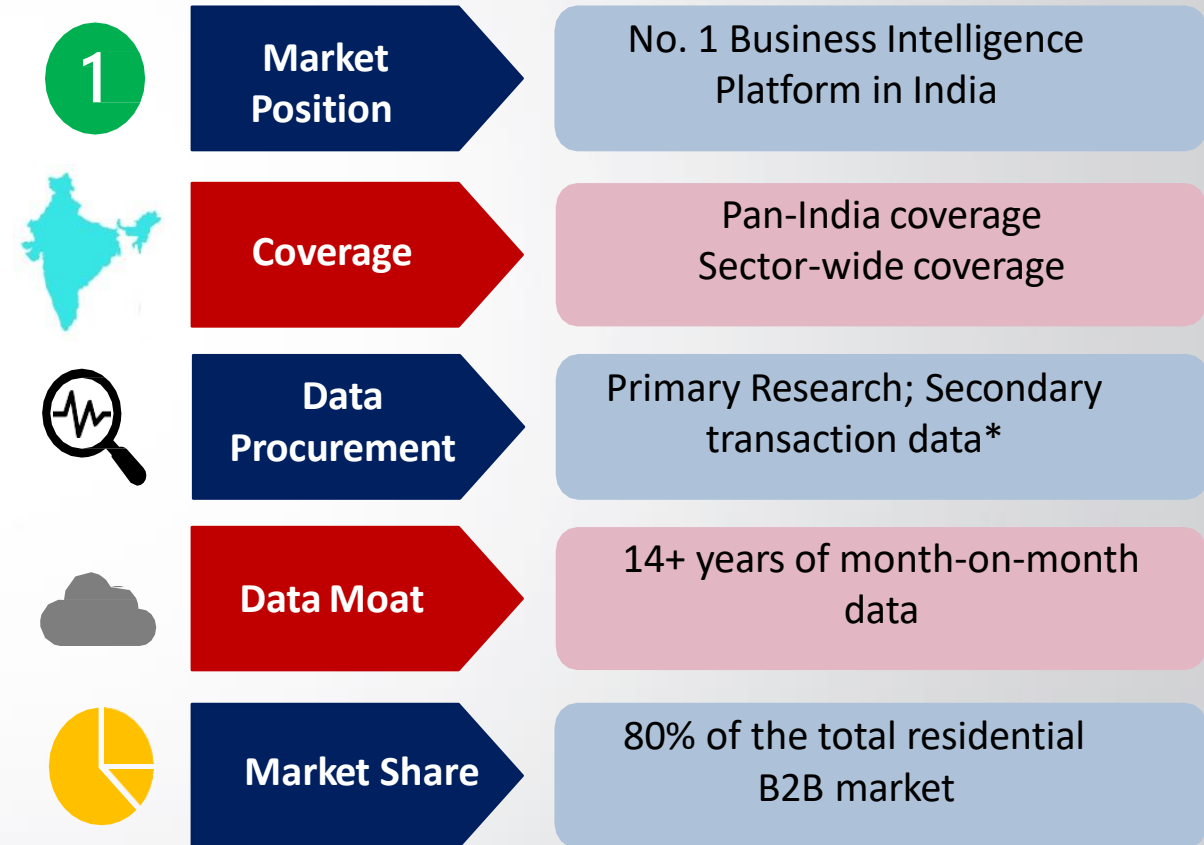 1
Market
Position
No. 1 Business Intelligence
Platform in India
Coverage
Pan-India coverage
Sector-wide coverage
Data
Procurement
Primary Research; Secondary
transaction data*
Data Moat
14+ years of month-on-month
data
Market Share
80% of the total residential
B2B market